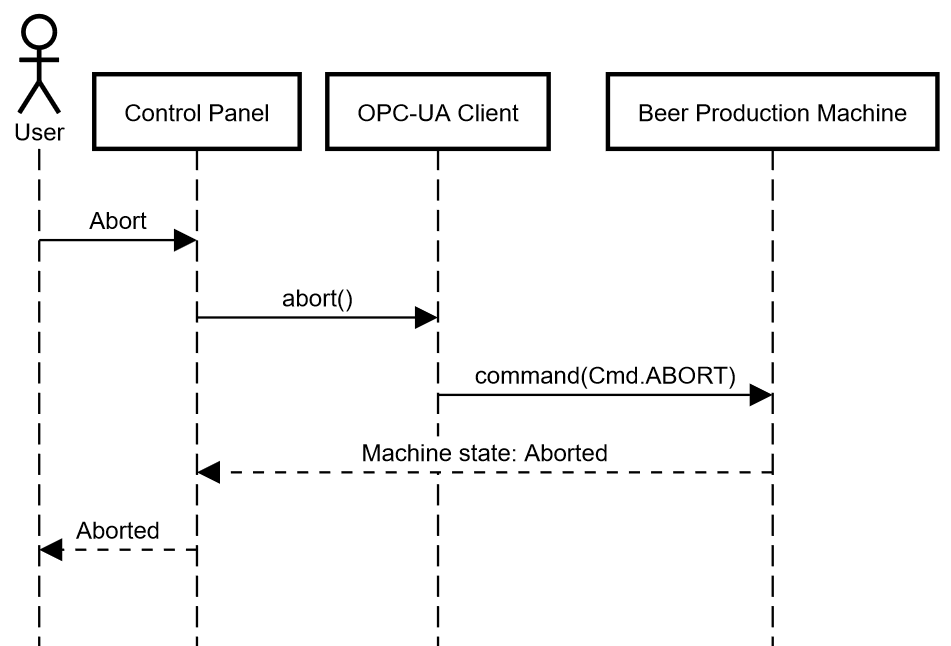 User
Control Panel
OPC-UA Client
Beer Production Machine
Abort
abort()
command(Cmd.ABORT)
Machine state: Aborted
Aborted